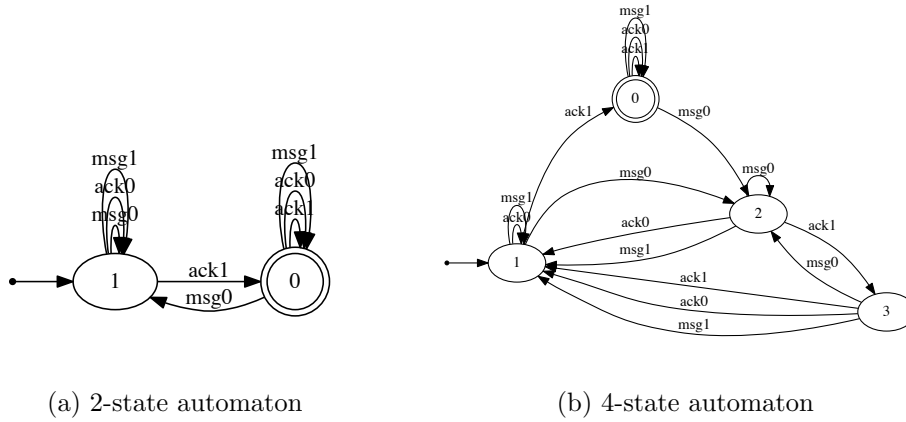 msg1
ack0
msg0
1
ack1
msg0
msg1
ack0
ack1
0
(a) 2-state automaton
msg1
ack0
ack1
0
ack1
msg0
msg0
msg0
2
msg1
ack0
1
ack0
msg1
ack1
msg0
ack1
ack0
msg1
3
(b) 4-state automaton